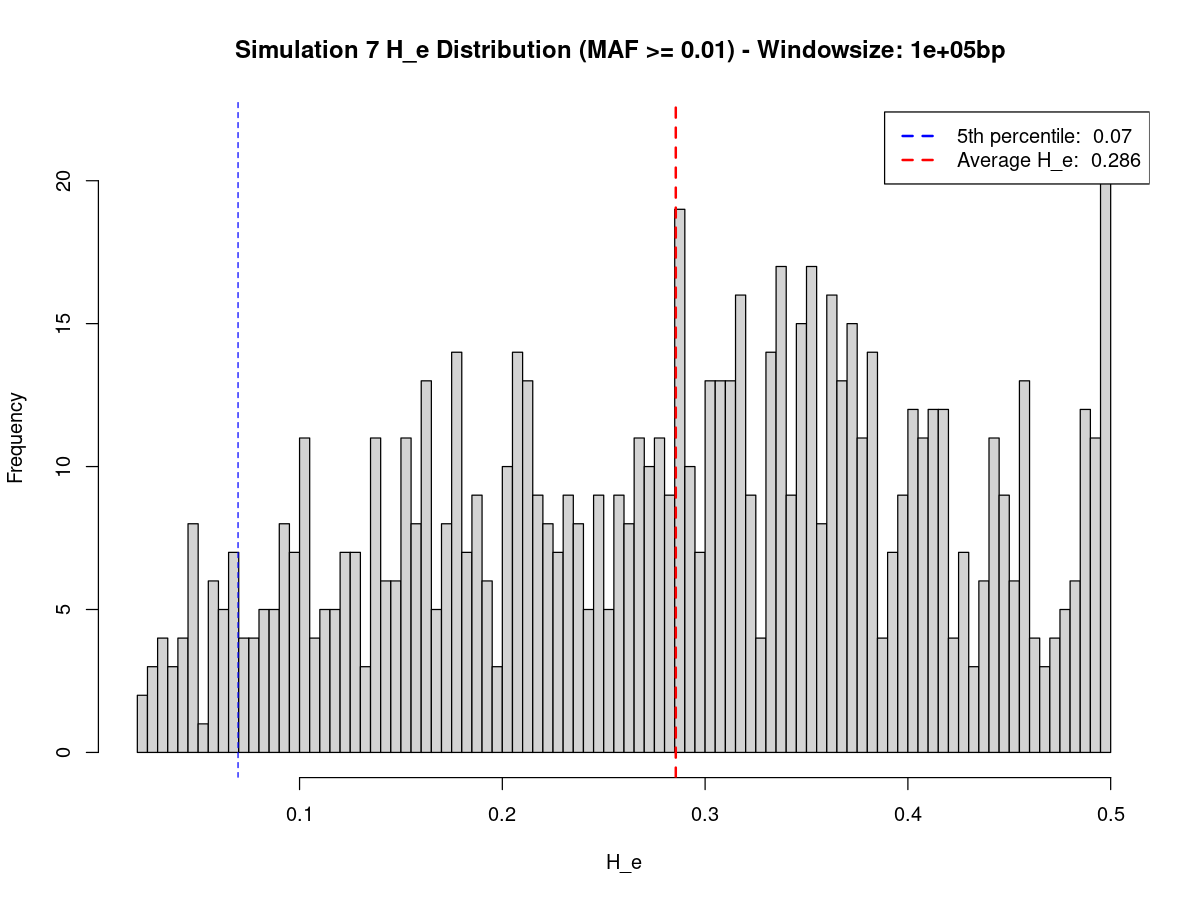 Simulation 7 H_e Distribution (MAF >= 0.01) - Windowsize: 1e+05bp
5th percentile: 0.07
Average H_e: 0.286
20
15
10
5
0
Frequency
0.1 0.2 0.3 0.4 0.5
H_e